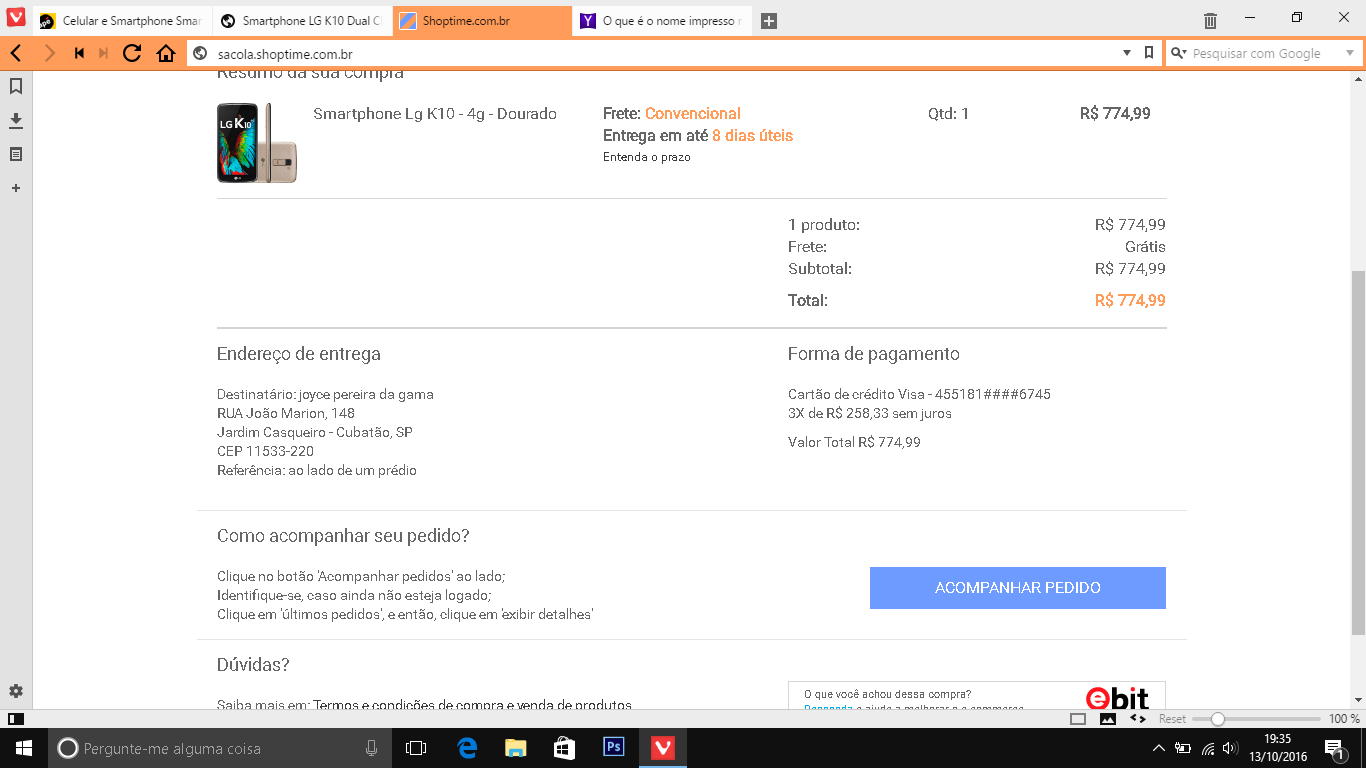 Celular e Smartphone Smar
Smartphone LG K10 Dual C
Shoptime.com.br
O que é o nome impresso n
sacola.shoptime.com.br
Pesquisar com Google
Resumo da sua compra
LG K10
Smartphone Lg K10 - 4g - Dourado
Frete: Convencional
Qtd: 1
R$ 774,99
Entrega em até 8 dias úteis
Entenda o prazo
1 produto: R$ 774,99
Frete: Grátis
Subtotal: R$ 774,99
Total: R$ 774,99
Endereço de entrega
Destinatário: joyce pereira da gama
RUA João Marion, 148
Jardim Casqueiro - Cubatão, SP
CEP 11533-220
Referência: ao lado de um prédio
Forma de pagamento
Cartão de crédito Visa - 455181####6745
3X de R$ 258,33 sem juros
Valor Total R$ 774,99
Como acompanhar seu pedido?
Clique no botão 'Acompanhar pedidos' ao lado;
Identifique-se, caso ainda não esteja logado;
Clique em 'últimos pedidos', e então, clique em 'exibir detalhes'
ACOMPANHAR PEDIDO
Dúvidas?
Saiba mais em: Termos e condições de compra e venda de produtos
O que você achou dessa compra?
Responda e ajude a melhorar o e-commerce
ebit
Reset
100 %
Pergunte-me alguma coisa
Ps
19:35
13/10/2016
1